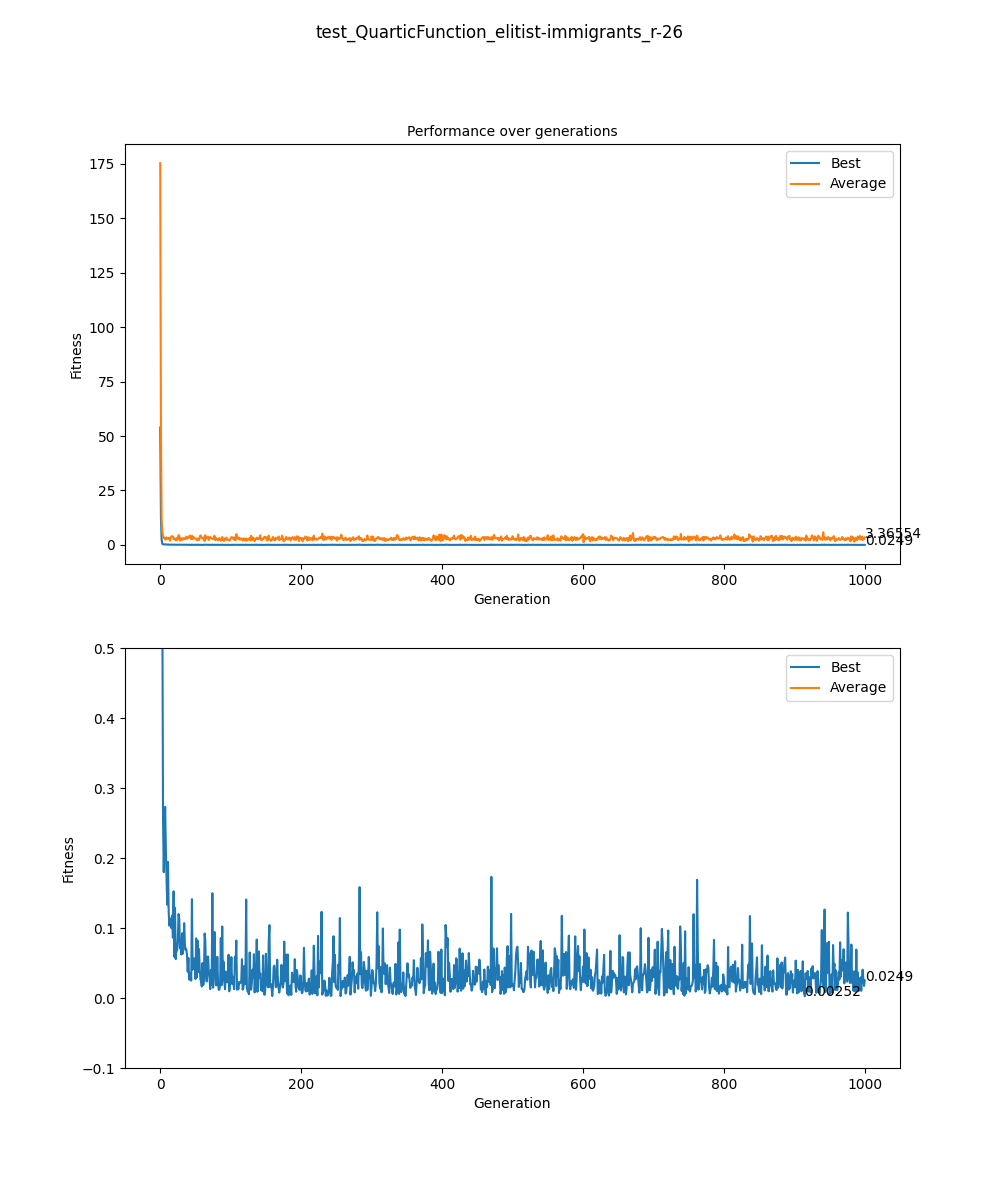 test_QuarticFunction_elitist-immigrants_r-26
Performance over generations
Best
Average
175
150
125
100
75
50
25
0
Fitness
3.36554
0.0249
0 200 400 600 800 1000
Generation
Best
Average
0.5
0.4
0.3
0.2
0.1
0.0
−0.1
Fitness
0.0249
0.00252
0 200 400 600 800 1000
Generation